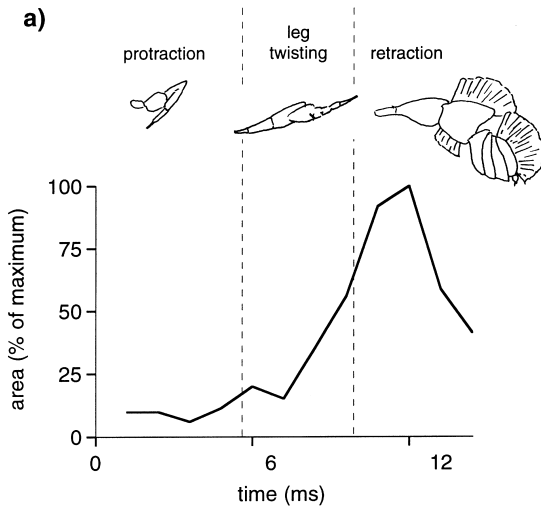 a)
protraction
leg
twisting
retraction
100
75
50
25
0
area (% of maximum)
0
6
12
time (ms)